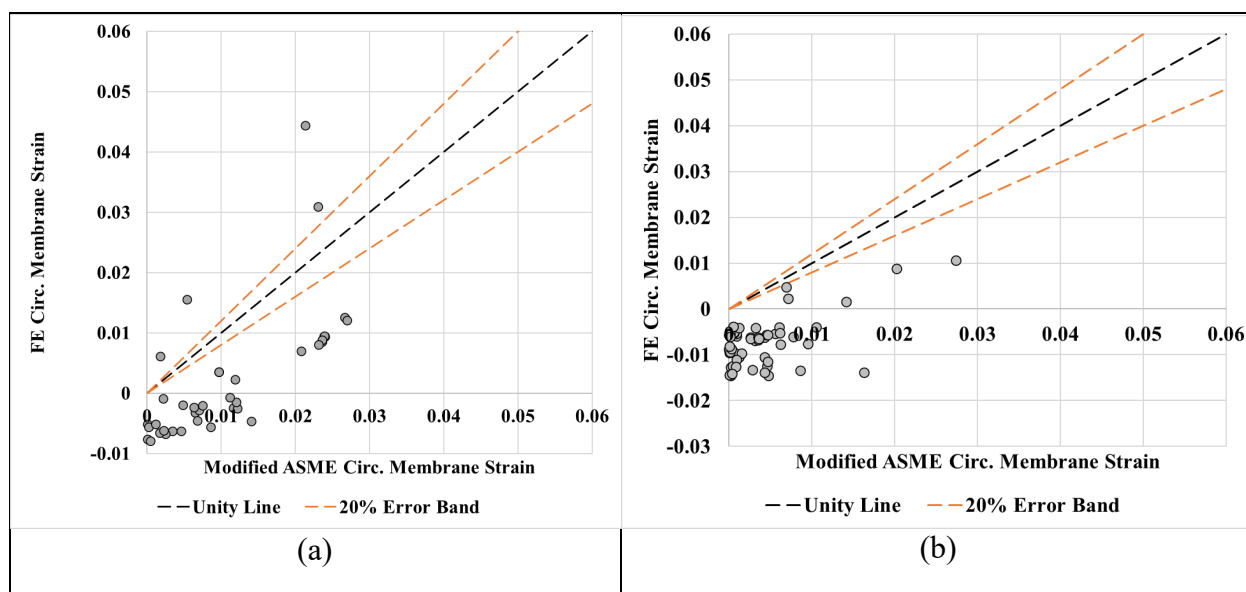 0.06
0.05
0.04
0.03
0.02
0.01
0
-0.01
0 0.01 0.02 0.03 0.04 0.05 0.06
FE Circ. Membrane Strain
Modified ASME Circ. Membrane Strain
Unity Line 20% Error Band
(a)
0.06
0.05
0.04
0.03
0.02
0.01
0
-0.01
-0.02
-0.03
0 0.01 0.02 0.03 0.04 0.05 0.06
FE Circ. Membrane Strain
Modified ASME Circ. Membrane Strain
Unity Line 20% Error Band
(b)